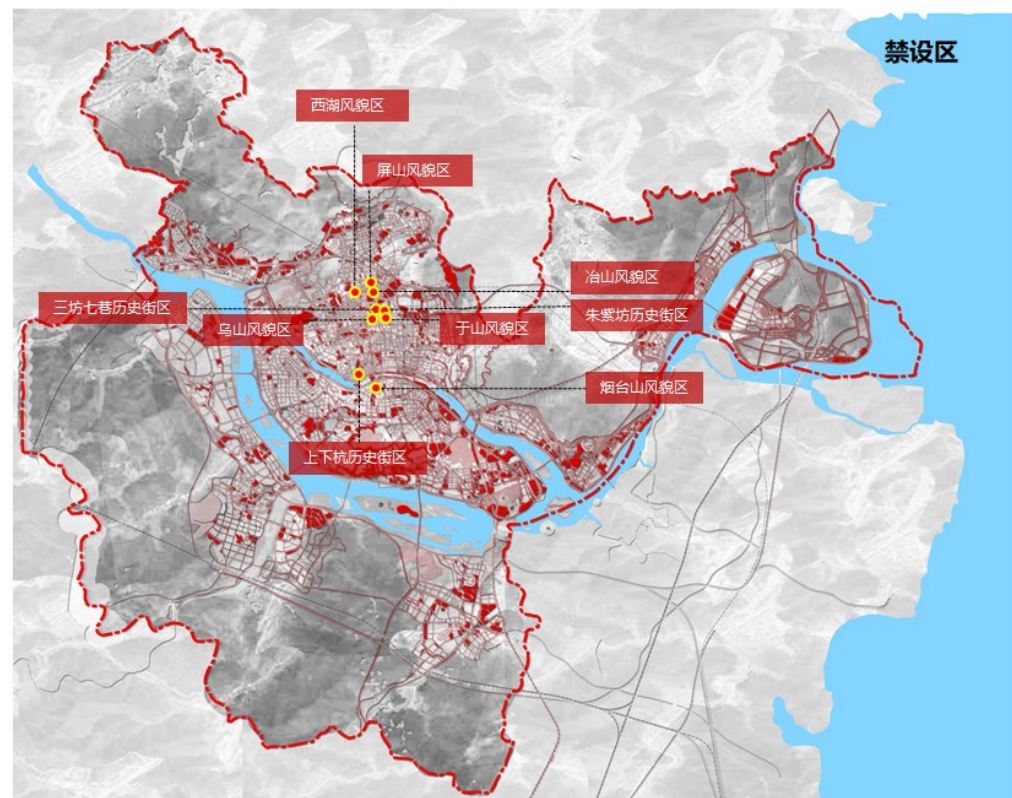 禁设区
西湖风貌区
屏山风貌区
冶山风貌区
三坊七巷历史街区
朱紫坊历史街区
乌山风貌区
于山风貌区
烟台山风貌区
上下杭历史街区